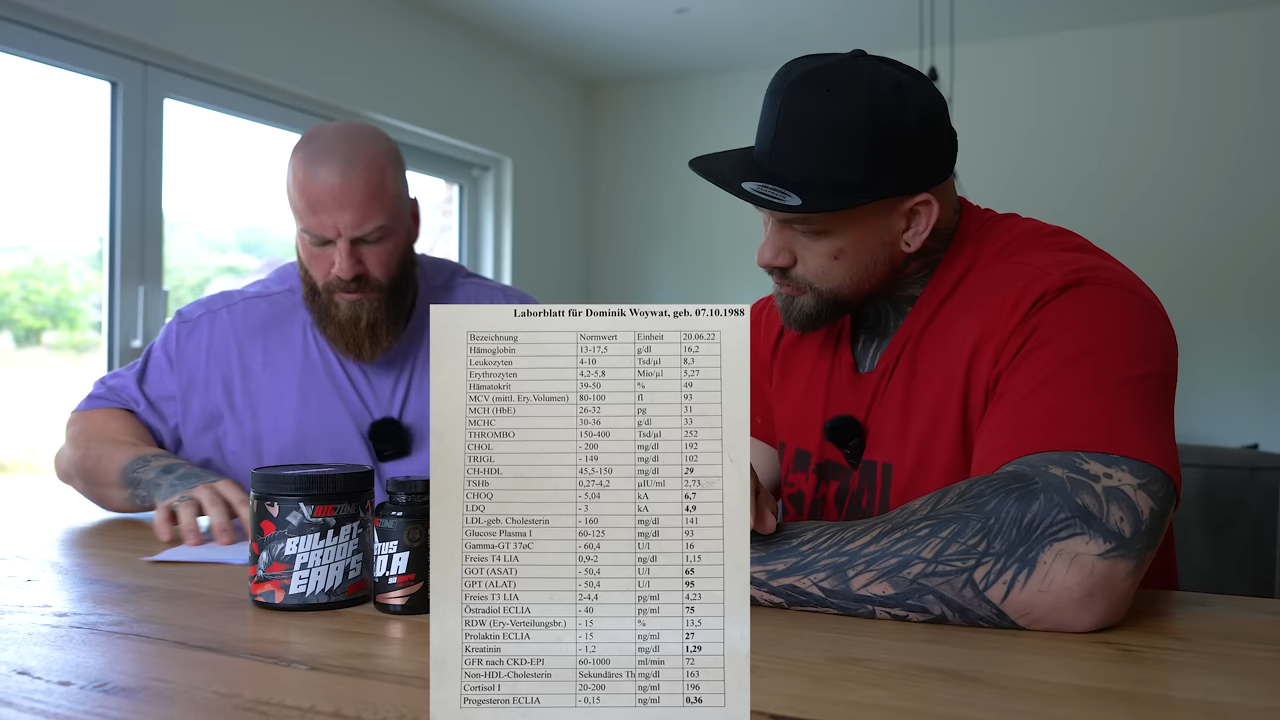 Laborblatt für Dominik Woywat, geb. 07.10.1988
Bezeichnung Normwert Einheit 20.06.22
Hämoglobin 13-17,5 g/dl 16,2
Leukozyten 4-10 Tsd/µl 8,3
Erythrozyten 4,2-5,8 Mio/µl 5,27
Hämatokrit 39-50 % 49
MCV (mittl. Ery.Volumen) 80-100 fl 93
MCH (HbE) 26-32 pg 31
MCHC 30-36 g/dl 33
THROMBO 150-400 Tsd/µl 252
CHOL - 200 mg/dl 192
TRIGL - 149 mg/dl 102
CH-HDL 45,5-150 mg/dl 29
TSHb 0,27-4,2 µIU/ml 2,73
CHOQ - 5,04 kA 6,7
LDQ - 3 kA 4,9
LDL-geb. Cholesterin - 160 mg/dl 141
Glucose Plasma I 60-125 mg/dl 93
Gamma-GT 37oC - 60,4 U/l 16
Freies T4 LIA 0,9-2 ng/dl 1,15
GOT (ASAT) - 50,4 U/l 65
GPT (ALAT) - 50,4 U/l 95
Freies T3 LIA 2-4,4 pg/ml 4,23
Östradiol ECLIA - 40 pg/ml 75
RDW (Ery-Verteilungsbr.) - 15 % 13,5
Prolaktin ECLIA - 15 ng/ml 27
Kreatinin - 1,2 mg/dl 1,29
GFR nach CKD-EPI 60-1000 ml/min 72
Non-HDL-Cholesterin Sekundäres Th mg/dl 163
Cortisol I 20-200 ng/ml 196
Progesteron ECLIA - 0,15 ng/ml 0,36
BIGZONE
BULLET
PROOF
EAA'S